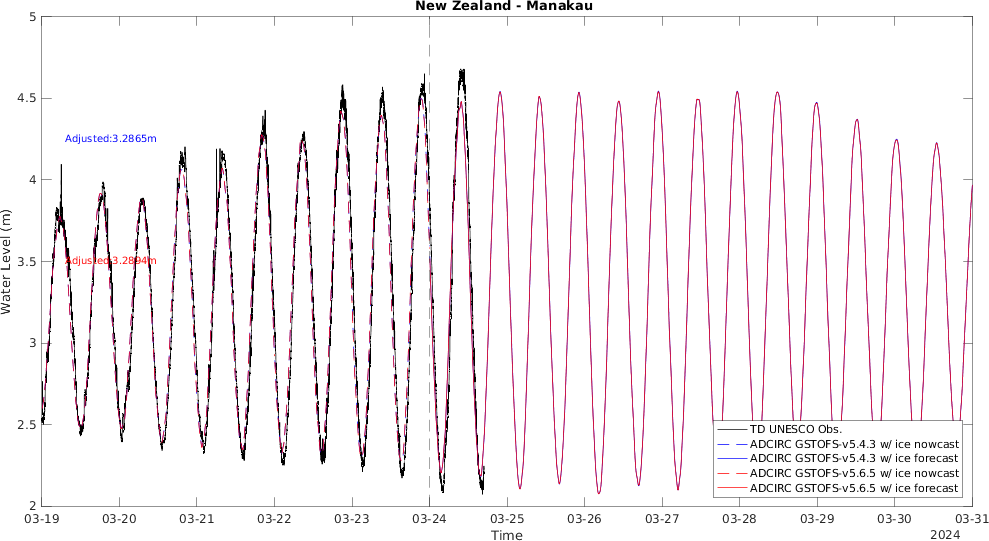 New Zealand - Manakau
5
4.5
4
3.5
3
2.5
2
Water Level (m)
Adjusted:3.2865m
Adjusted:3.2894m
TD UNESCO Obs.
ADCIRC GSTOFS-v5.4.3 w/ ice nowcast
ADCIRC GSTOFS-v5.4.3 w/ ice forecast
ADCIRC GSTOFS-v5.6.5 w/ ice nowcast
ADCIRC GSTOFS-v5.6.5 w/ ice forecast
03-19 03-20 03-21 03-22 03-23 03-24 03-25 03-26 03-27 03-28 03-29 03-30 03-31
Time
2024